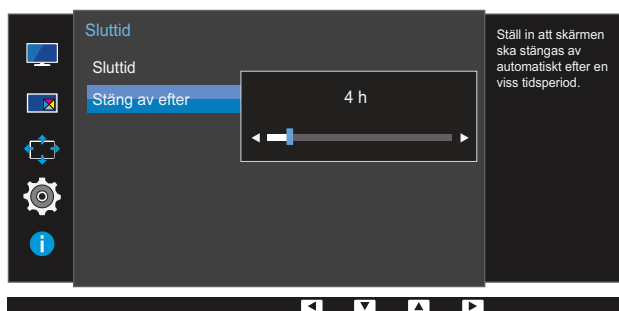 Sluttid
Sluttid
Stäng av efter
4 h
Ställ in att skärmen
ska stängas av
automatiskt efter en
viss tidsperiod.